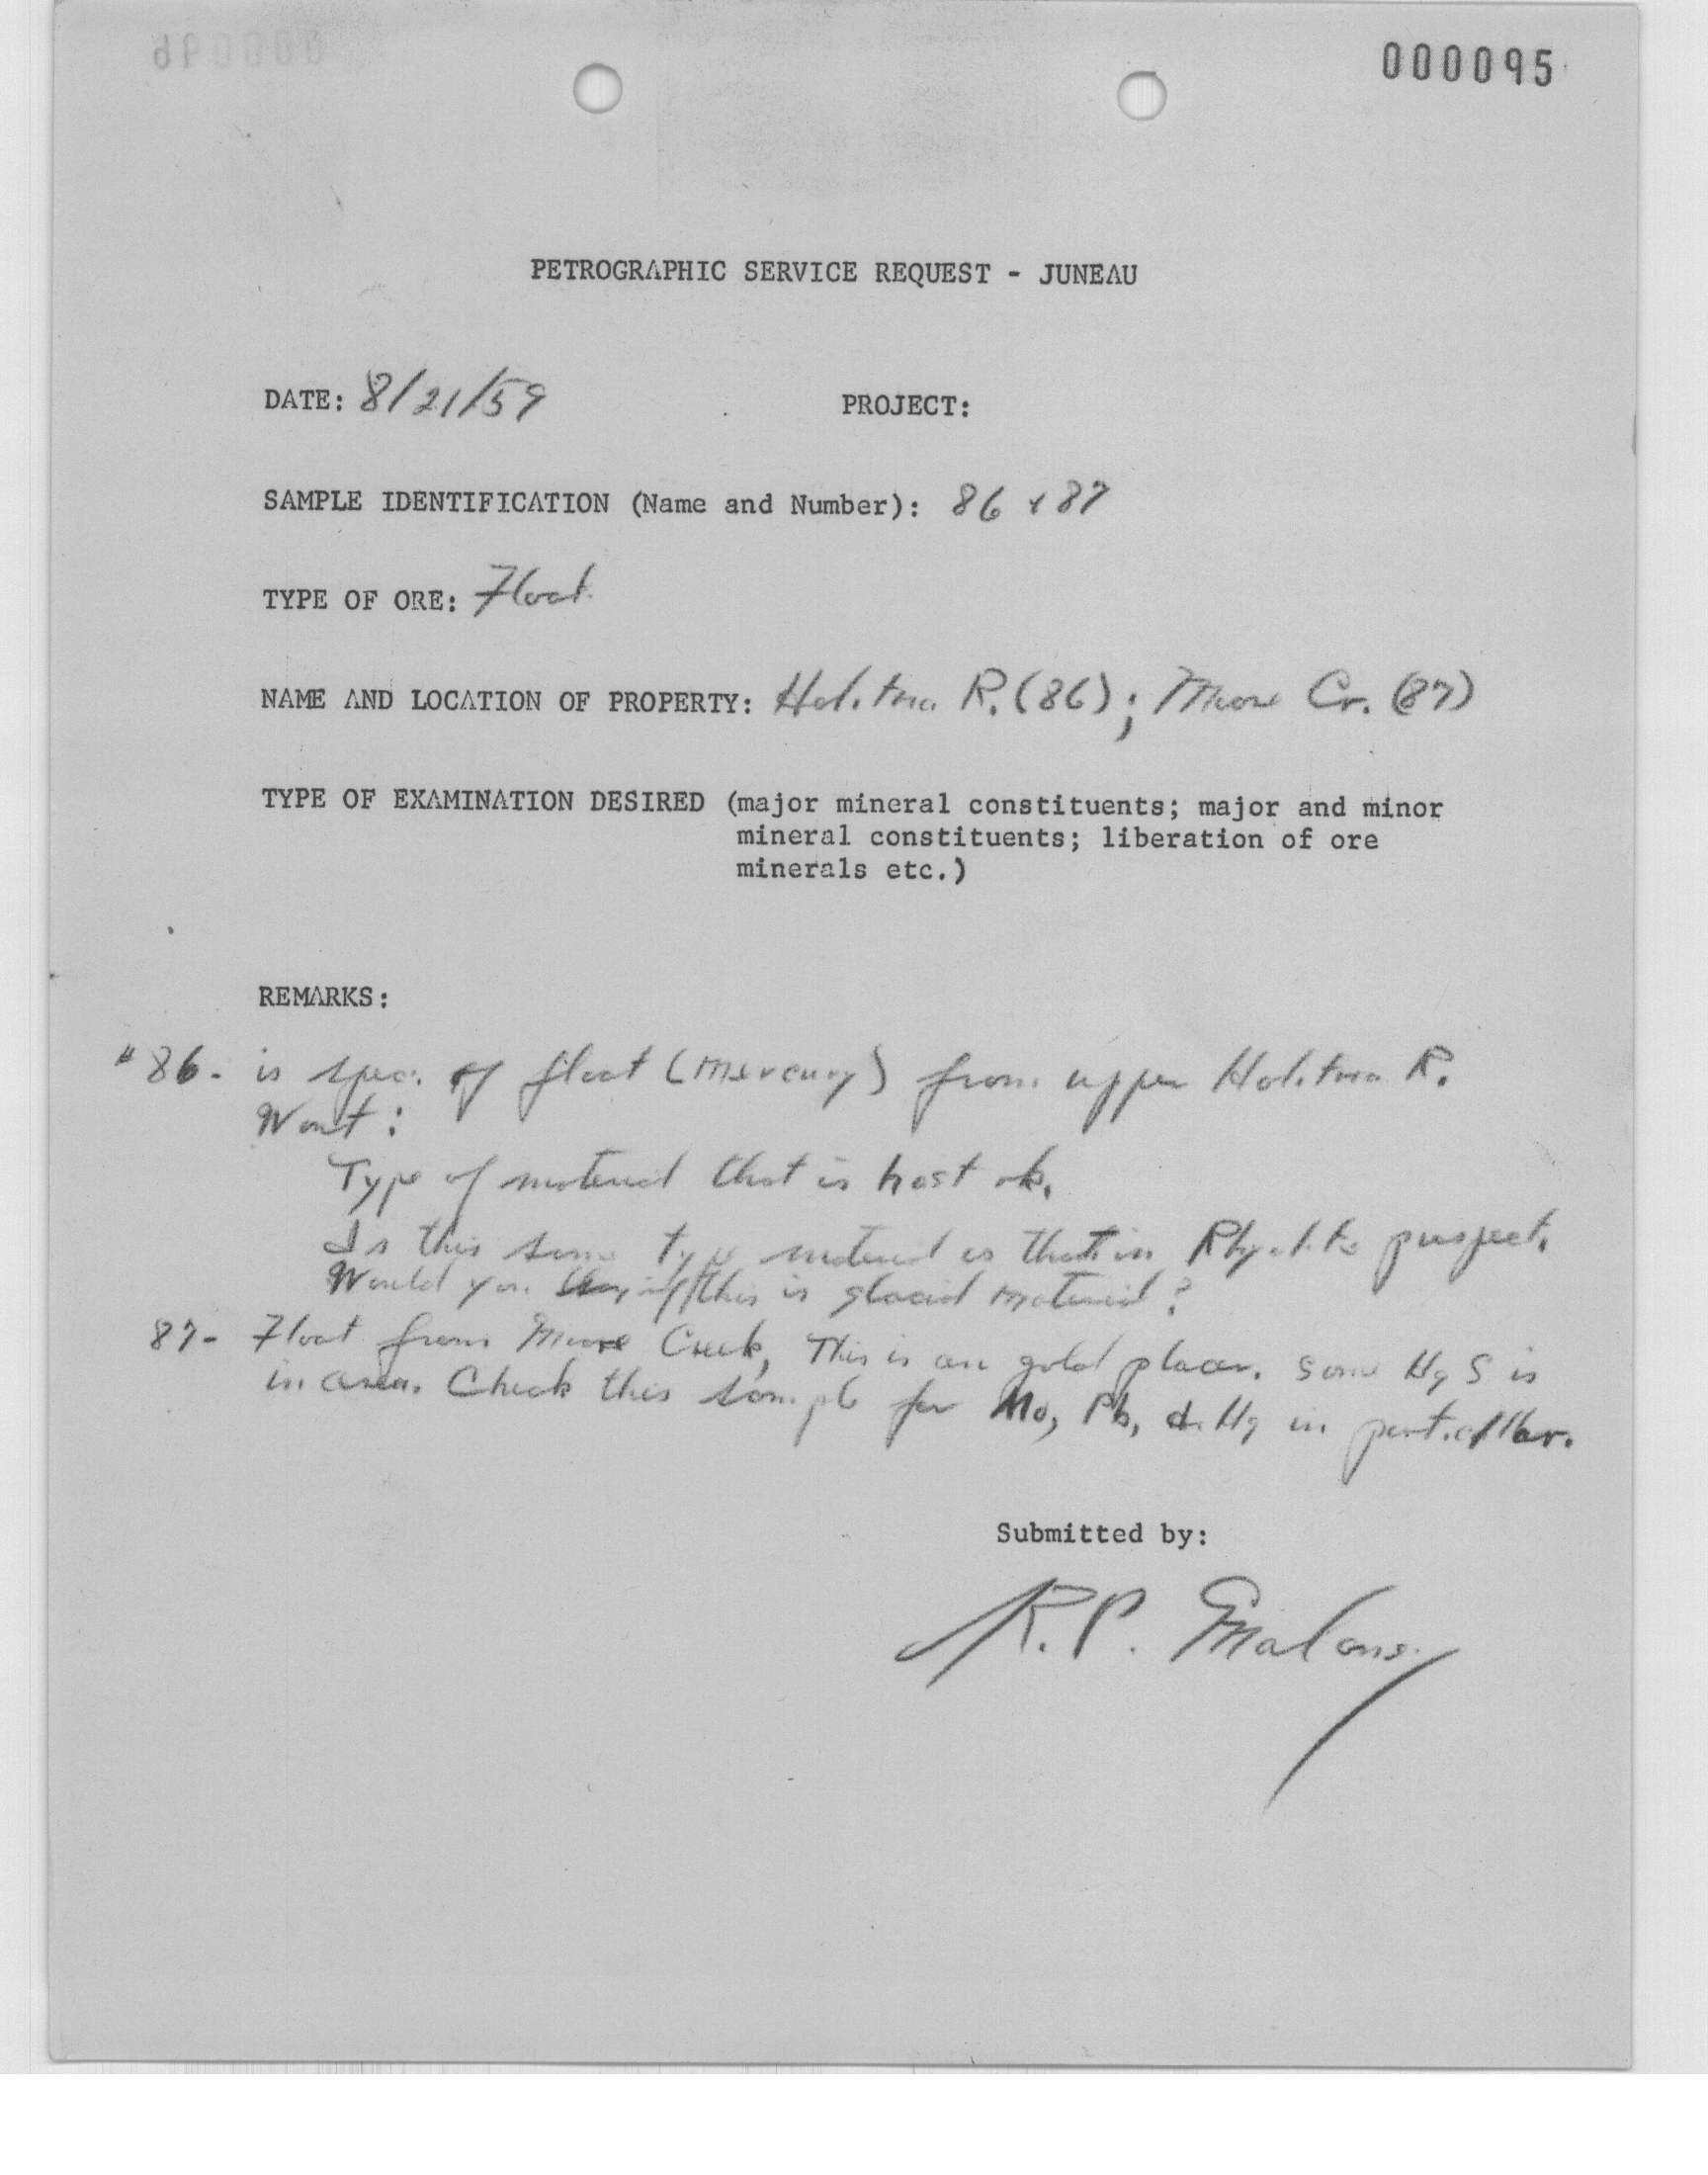 000095
PETROGRAPHIC SERVICE REQUEST - JUNEAU
DATE: 8/21/59 PROJECT:
SAMPLE IDENTIFICATION (Name and Number): 86 + 87
TYPE OF ORE: Float
NAME AND LOCATION OF PROPERTY: Holitna R. (86); Moore Cr. (87)
TYPE OF EXAMINATION DESIRED (major mineral constituents; major and minor
mineral constituents; liberation of ore
minerals etc.)
REMARKS:
#86- is spec. of float (mercury) from upper Holitna R.
Want:
Type of material that is host rk.
Is this same type material as that in Rhyolite prospect.
Would you say if this is glacial material?
87- Float from Moore Creek, This is an gold placer. Some HgS is
in area. Check this sample for Mo, Pb, & Hg in particular.
Submitted by:
R.P. Maloney